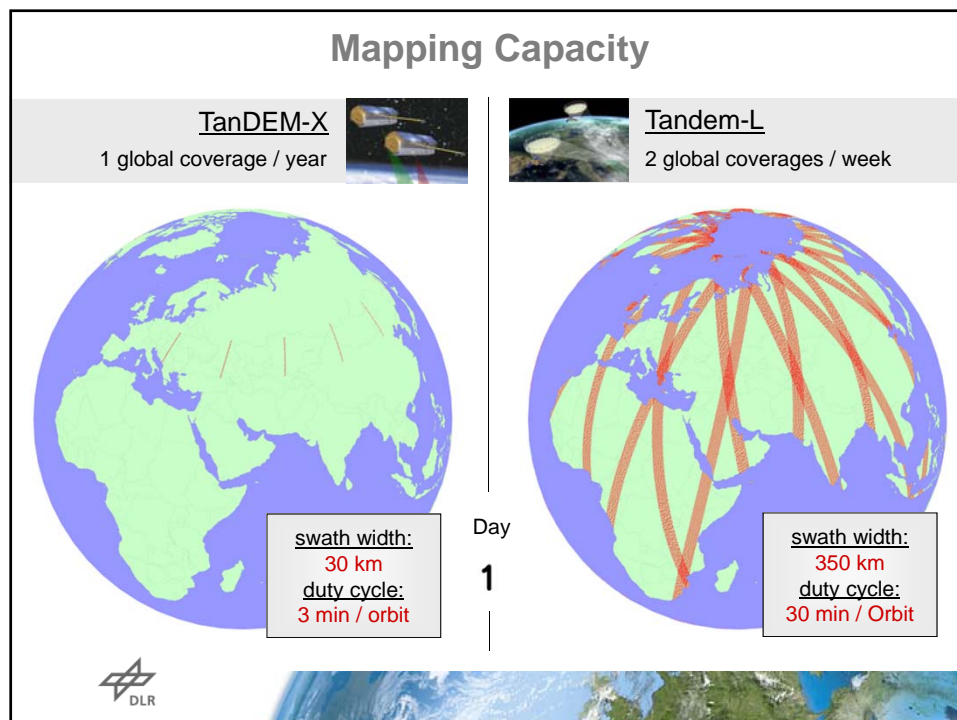 Mapping Capacity
TanDEM-X
1 global coverage / year
Tandem-L
2 global coverages / week
swath width:
30 km
duty cycle:
3 min / orbit
Day
1
swath width:
350 km
duty cycle:
30 min / Orbit
DLR